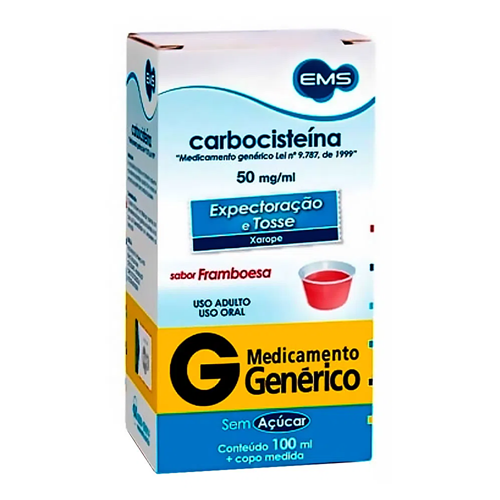 EMS
carbocisteína
"Medicamento genérico Lei nº 9.787, de 1999"
50 mg/ml
Expectoração
e Tosse
Xarope
sabor Framboesa
USO ADULTO
USO ORAL
G Medicamento
Genérico
Sem Açúcar
Conteúdo 100 ml
+ copo medida
carbocisteína